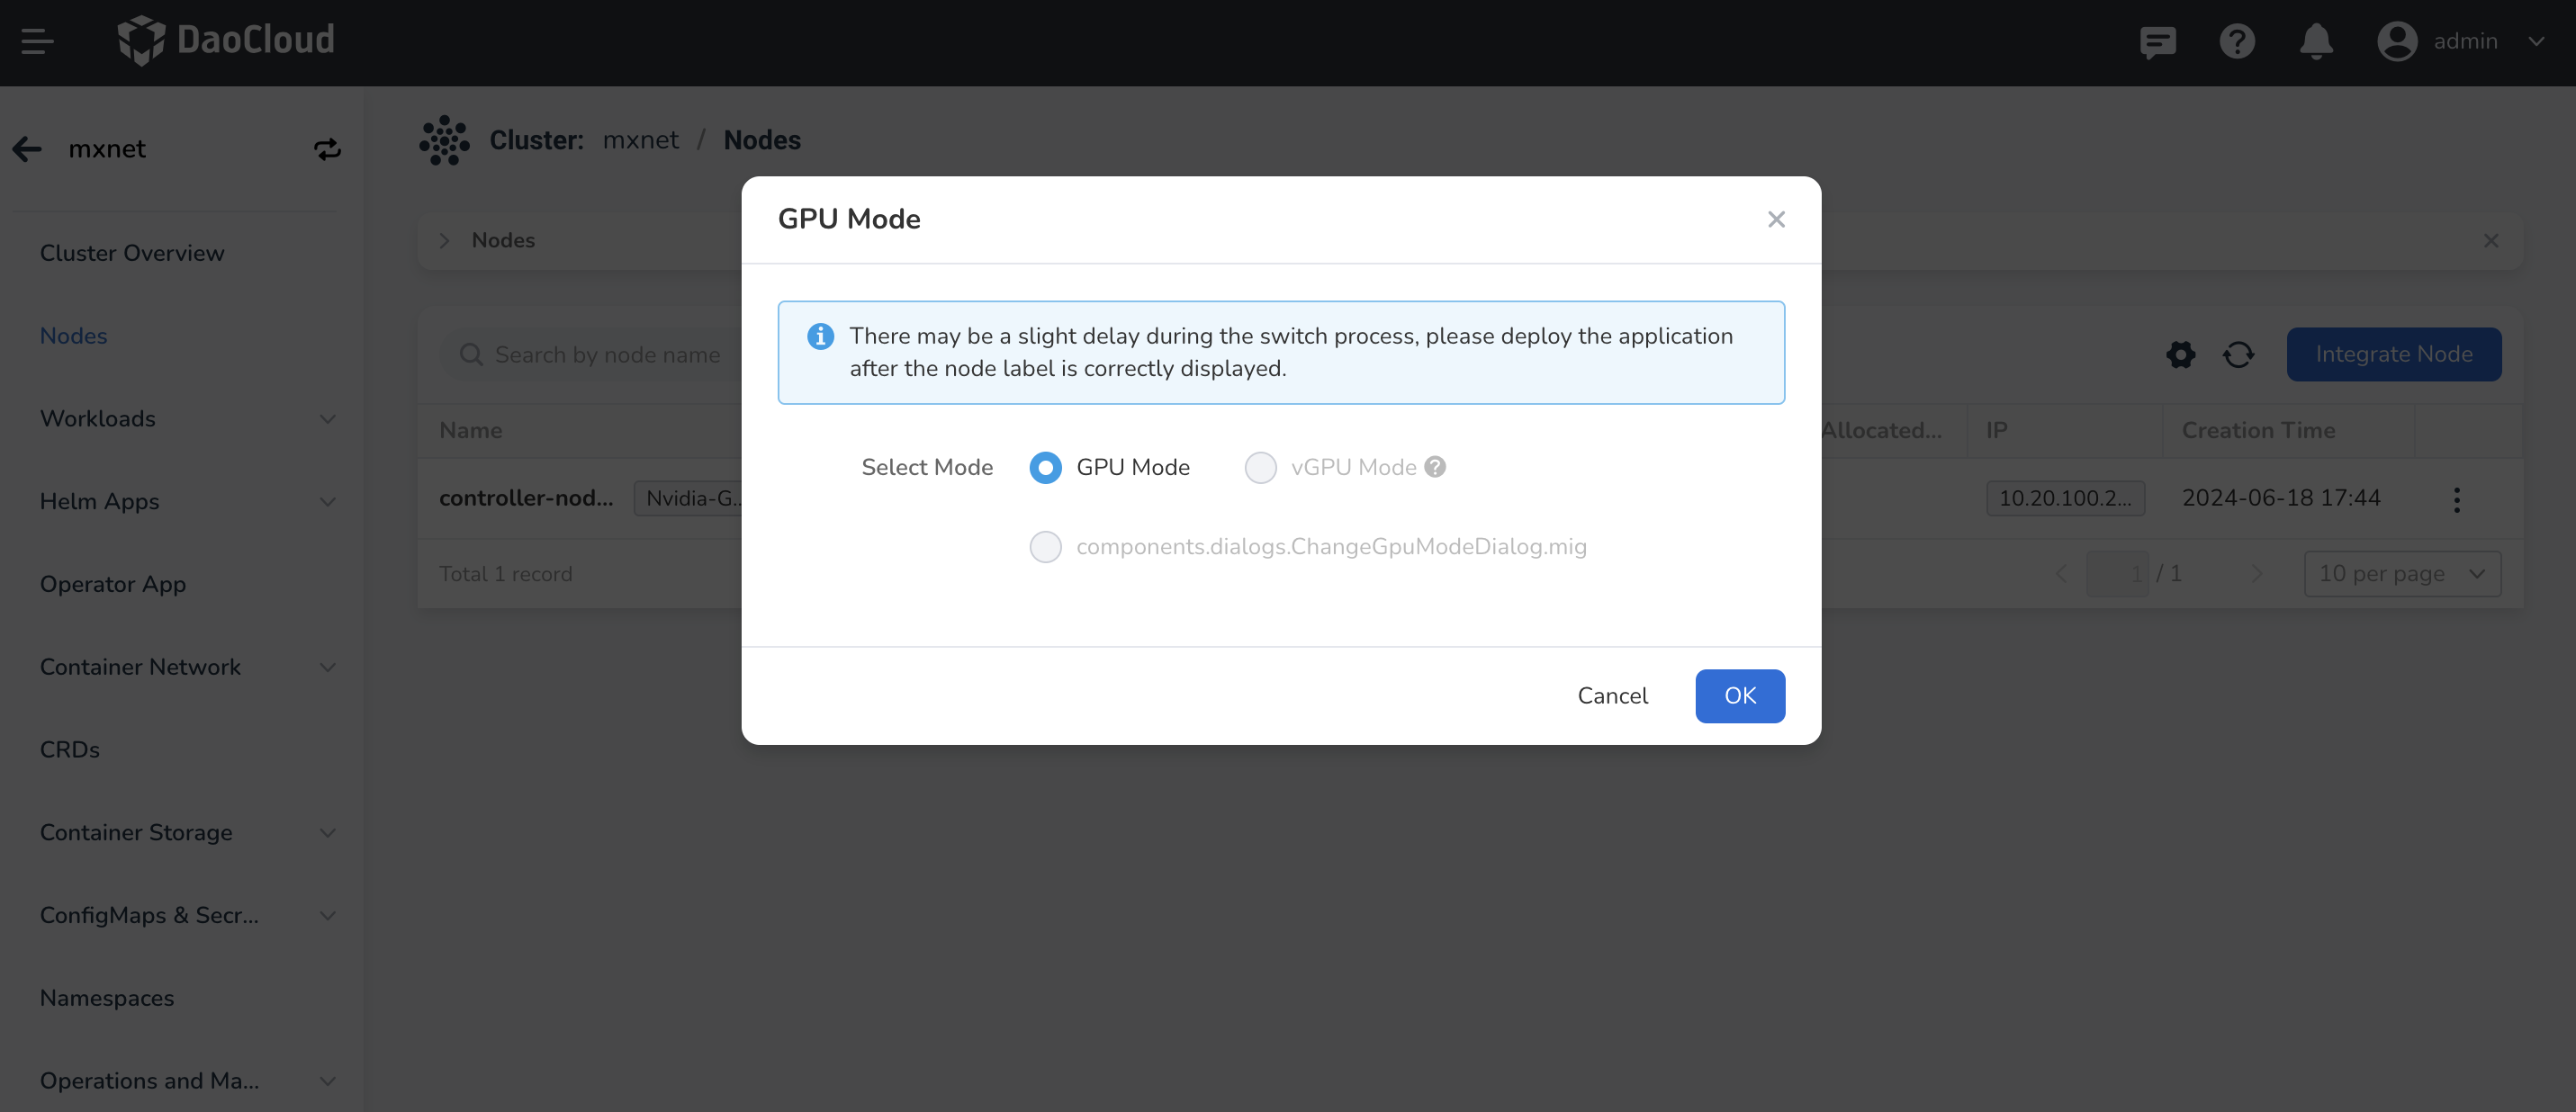 DaoCloud
admin
mxnet
Cluster: mxnet / Nodes
Cluster Overview
Nodes
Workloads
Helm Apps
Operator App
Container Network
CRDs
Container Storage
ConfigMaps & Secr...
Namespaces
Operations and Ma...
Nodes
Search by node name
Integrate Node
Name
Allocated...
IP
Creation Time
controller-nod...
Nvidia-G...
10.20.100.2...
2024-06-18 17:44
Total 1 record
1 / 1
10 per page
GPU Mode
There may be a slight delay during the switch process, please deploy the application
after the node label is correctly displayed.
Select Mode
GPU Mode
vGPU Mode
components.dialogs.ChangeGpuModeDialog.mig
Cancel
OK